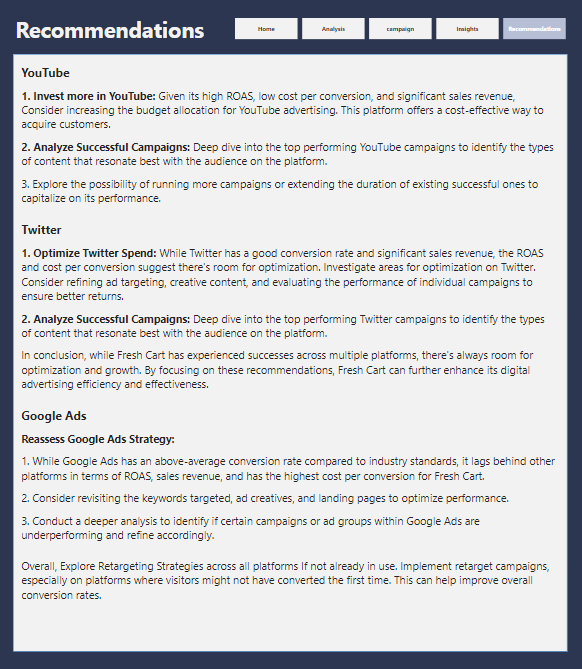 Recommendations
Home
Analysis
campaign
Insights
Recommendations
YouTube
1. Invest more in YouTube: Given its high ROAS, low cost per conversion, and significant sales revenue,
Consider increasing the budget allocation for YouTube advertising. This platform offers a cost-effective way to
acquire customers.
2. Analyze Successful Campaigns: Deep dive into the top performing YouTube campaigns to identify the types
of content that resonate best with the audience on the platform.
3. Explore the possibility of running more campaigns or extending the duration of existing successful ones to
capitalize on its performance.
Twitter
1. Optimize Twitter Spend: While Twitter has a good conversion rate and significant sales revenue, the ROAS
and cost per conversion suggest there's room for optimization. Investigate areas for optimization on Twitter.
Consider refining ad targeting, creative content, and evaluating the performance of individual campaigns to
ensure better returns.
2. Analyze Successful Campaigns: Deep dive into the top performing Twitter campaigns to identify the types
of content that resonate best with the audience on the platform.
In conclusion, while Fresh Cart has experienced successes across multiple platforms, there's always room for
optimization and growth. By focusing on these recommendations, Fresh Cart can further enhance its digital
advertising efficiency and effectiveness.
Google Ads
Reassess Google Ads Strategy:
1. While Google Ads has an above-average conversion rate compared to industry standards, it lags behind other
platforms in terms of ROAS, sales revenue, and has the highest cost per conversion for Fresh Cart.
2. Consider revisiting the keywords targeted, ad creatives, and landing pages to optimize performance.
3. Conduct a deeper analysis to identify if certain campaigns or ad groups within Google Ads are
underperforming and refine accordingly.
Overall, Explore Retargeting Strategies across all platforms If not already in use. Implement retarget campaigns,
especially on platforms where visitors might not have converted the first time. This can help improve overall
conversion rates.